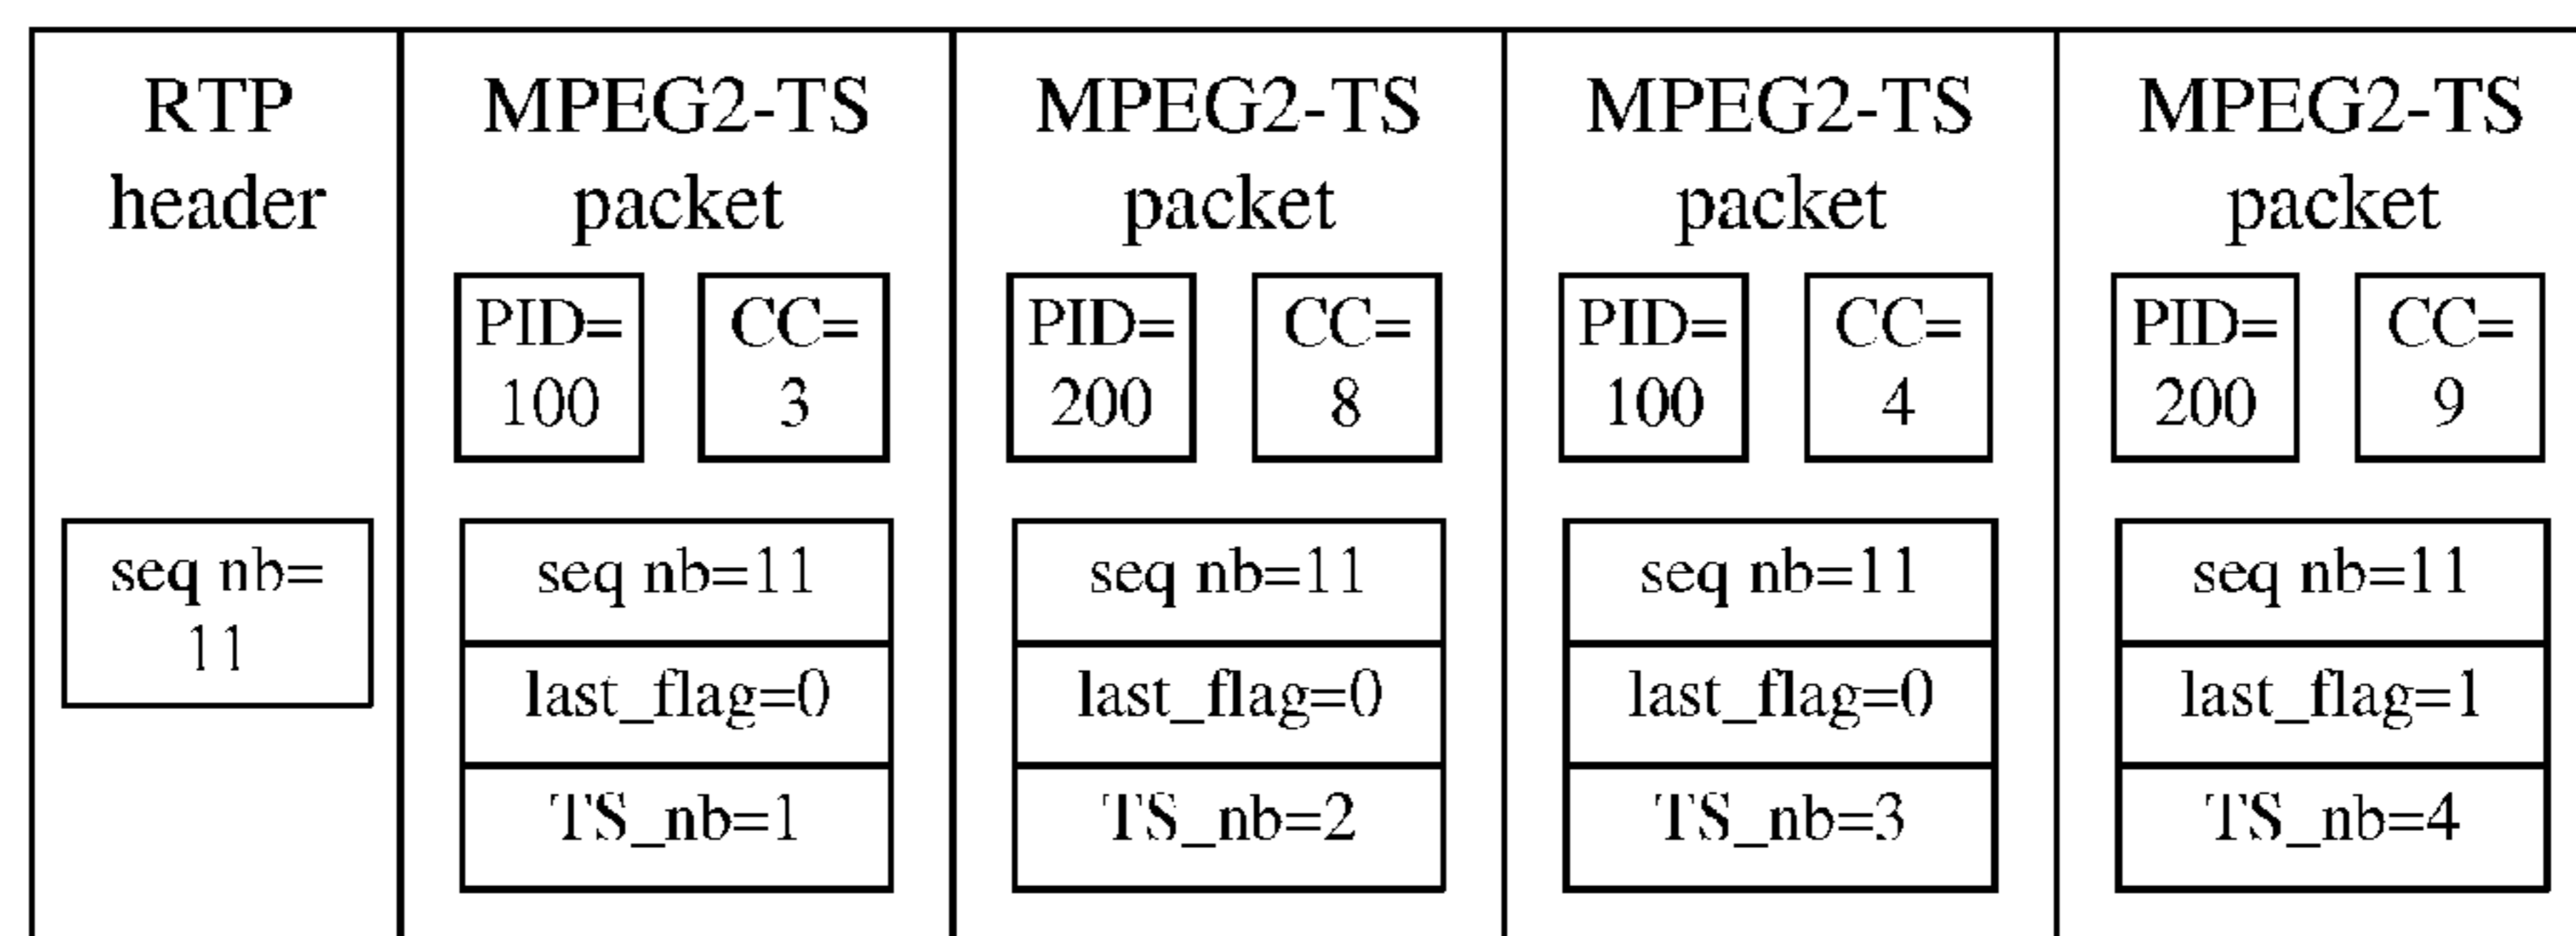 RTP
header
seq nb=
11
MPEG2-TS
packet
PID=
100
CC=
3
seq nb=11
last_flag=0
TS_nb=1
MPEG2-TS
packet
PID=
200
CC=
8
seq nb=11
last_flag=0
TS_nb=2
MPEG2-TS
packet
PID=
100
CC=
4
seq nb=11
last_flag=0
TS_nb=3
MPEG2-TS
packet
PID=
200
CC=
9
seq nb=11
last_flag=1
TS_nb=4